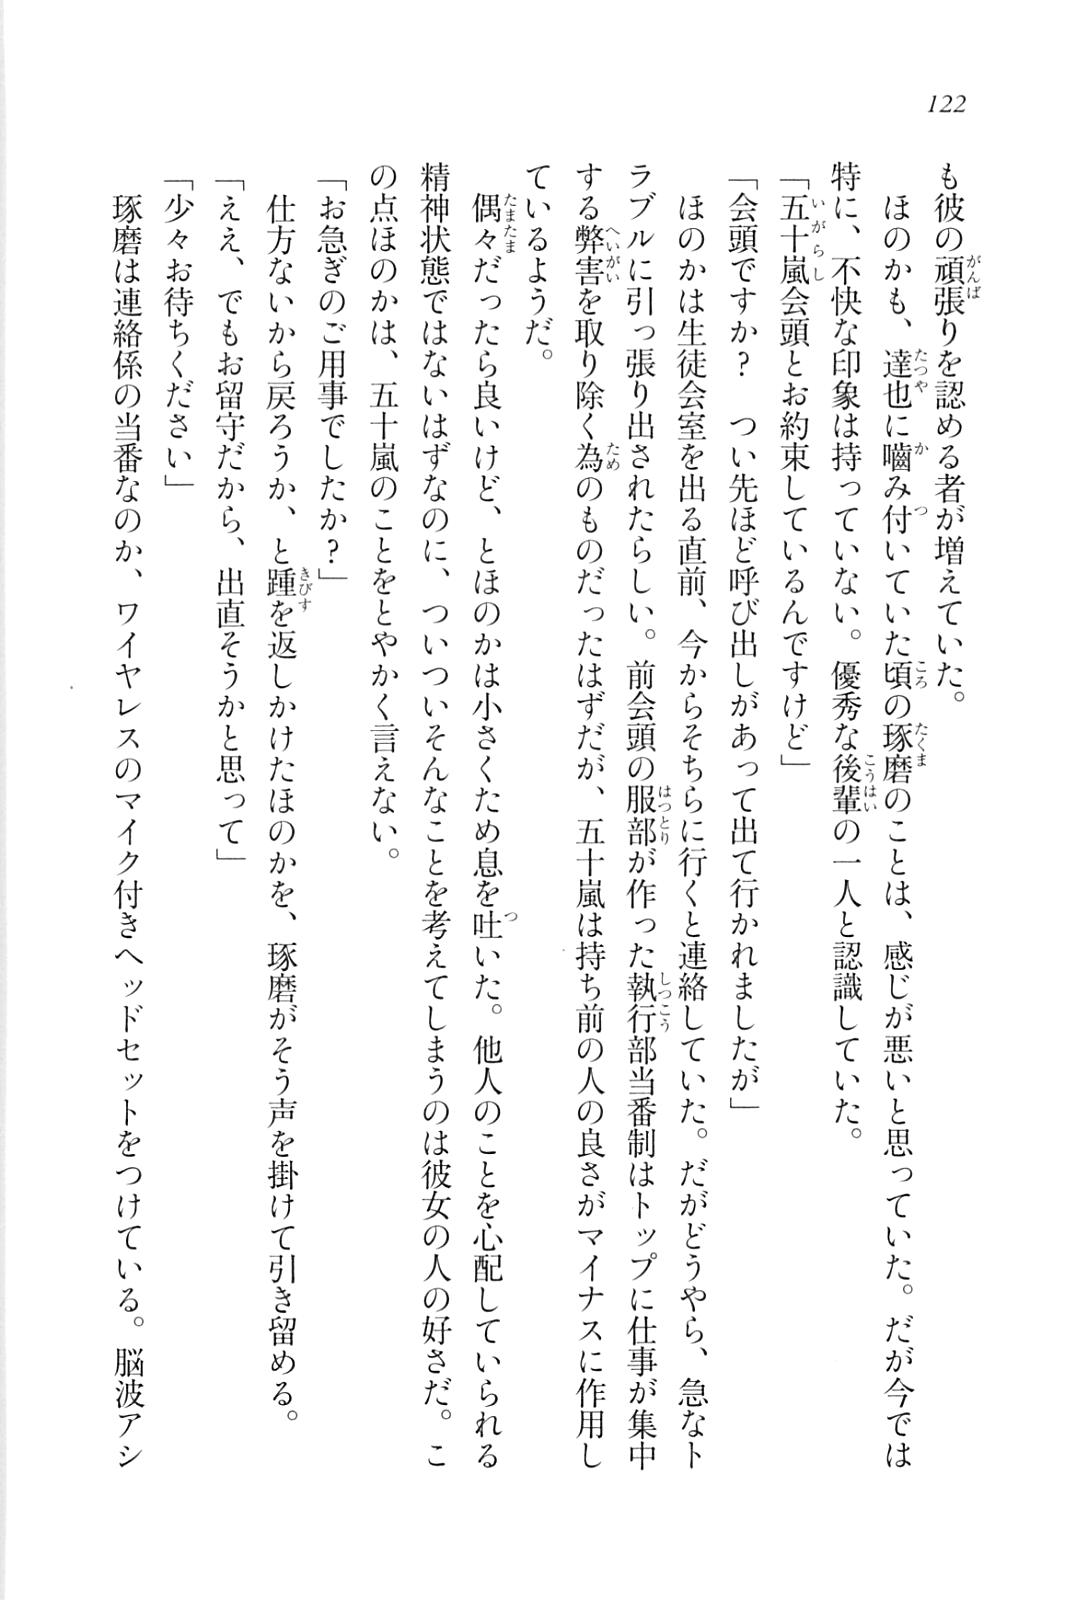 122
も彼の頑張りを認める者が増えていた。
ほのかも、達也に嚙み付いていた頃の琢磨のことは、感じが悪いと思っていた。だが今では
特に、不快な印象は持っていない。優秀な後輩の一人と認識していた。
「五十嵐会頭とお約束しているんですけど」
「会頭ですか？　つい先ほど呼び出しがあって出て行かれましたが」
ほのかは生徒会室を出る直前、今からそちらに行くと連絡していた。だがどうやら、急なト
ラブルに引っ張り出されたらしい。前会頭の服部が作った執行部当番制はトップに仕事が集中
する弊害を取り除く為のものだったはずだが、五十嵐は持ち前の人の良さがマイナスに作用し
ているようだ。
偶々だったら良いけど、とほのかは小さくため息を吐いた。他人のことを心配していられる
精神状態ではないはずなのに、ついついそんなことを考えてしまうのは彼女の人の好さだ。こ
の点ほのかは、五十嵐のことをとやかく言えない。
「お急ぎのご用事でしたか？」
仕方ないから戻ろうか、と踵を返しかけたほのかを、琢磨がそう声を掛けて引き留める。
「ええ、でもお留守だから、出直そうかと思って」
「少々お待ちください」
琢磨は連絡係の当番なのか、ワイヤレスのマイク付きヘッドセットをつけている。脳波アシ